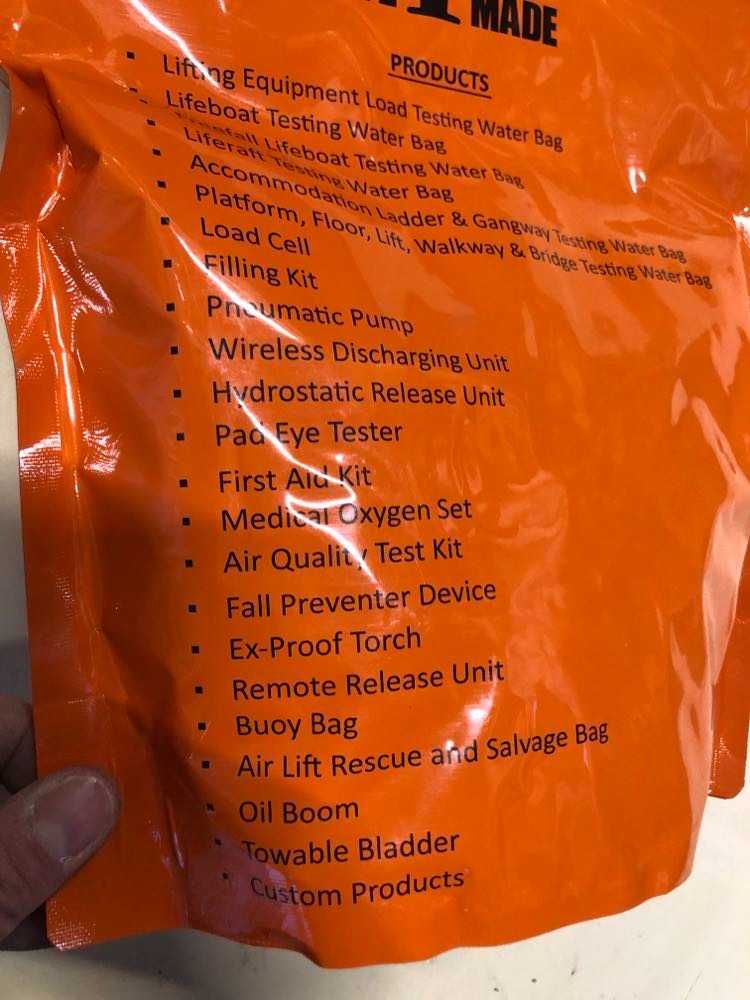 MADE
PRODUCTS
▪ Lifting Equipment Load Testing Water Bag
▪ Lifeboat Testing Water Bag
▪ Freefall Lifeboat Testing Water Bag
▪ Liferaft Testing Water Bag
▪ Accommodation Ladder & Gangway Testing Water Bag
▪ Platform, Floor, Lift, Walkway & Bridge Testing Water Bag
▪ Load Cell
▪ Filling Kit
▪ Pneumatic Pump
▪ Wireless Discharging Unit
▪ Hydrostatic Release Unit
▪ Pad Eye Tester
▪ First Aid Kit
▪ Medical Oxygen Set
▪ Air Quality Test Kit
▪ Fall Preventer Device
▪ Ex-Proof Torch
▪ Remote Release Unit
▪ Buoy Bag
▪ Air Lift Rescue and Salvage Bag
▪ Oil Boom
▪ Towable Bladder
▪ Custom Products